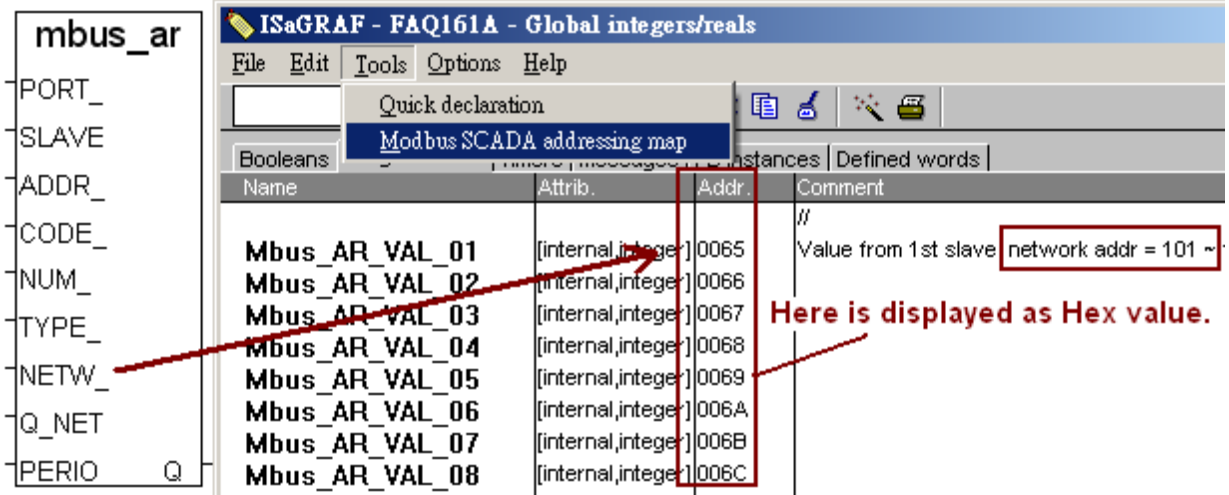 mbus_ar
PORT_
SLAVE
ADDR_
CODE_
NUM_
TYPE_
NETW_
Q_NET
PERIO Q
ISaGRAF - FAQ161A - Global integers/reals
File Edit Tools Options Help
Quick declaration
Modbus SCADA addressing map
Booleans Defined words
Name Attrib. Addr. Comment
//
Mbus_AR_VAL_01 [internal,integer] 0065 Value from 1st slave network addr = 101 ~
Mbus_AR_VAL_02 [internal,integer] 0066
Mbus_AR_VAL_03 [internal,integer] 0067
Here is displayed as Hex value.
Mbus_AR_VAL_04 [internal,integer] 0068
Mbus_AR_VAL_05 [internal,integer] 0069
Mbus_AR_VAL_06 [internal,integer] 006A
Mbus_AR_VAL_07 [internal,integer] 006B
Mbus_AR_VAL_08 [internal,integer] 006C